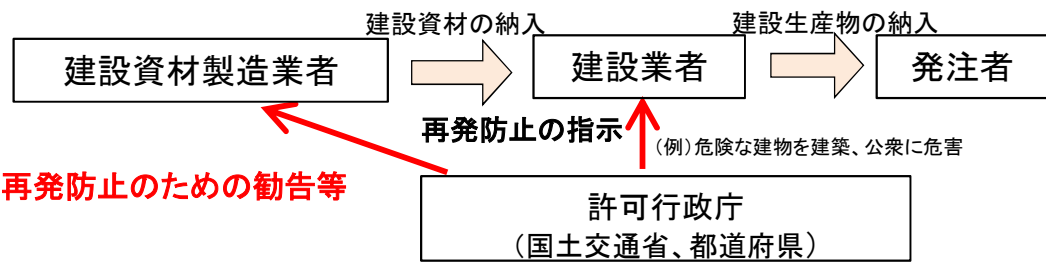 建設資材の納入
建設生産物の納入
建設資材製造業者
建設業者
発注者
再発防止の指示
（例）危険な建物を建築、公衆に危害
再発防止のための勧告等
許可行政庁
（国土交通省、都道府県）